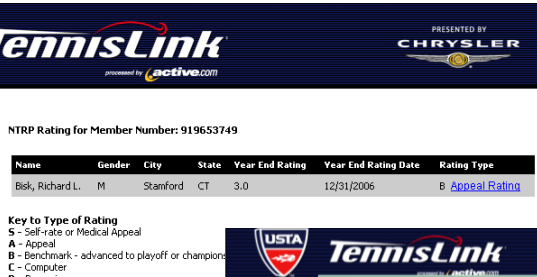 TennisLink
processed by active.com
PRESENTED BY
CHRYSLER
NTRP Rating for Member Number: 919653749
Name Gender City State Year End Rating Year End Rating Date Rating Type
Bisk, Richard L. M Stamford CT 3.0 12/31/2006 B Appeal Rating
Key to Type of Rating
S - Self-rate or Medical Appeal
A - Appeal
B - Benchmark - advanced to playoff or champions
C - Computer
USTA
TennisLink